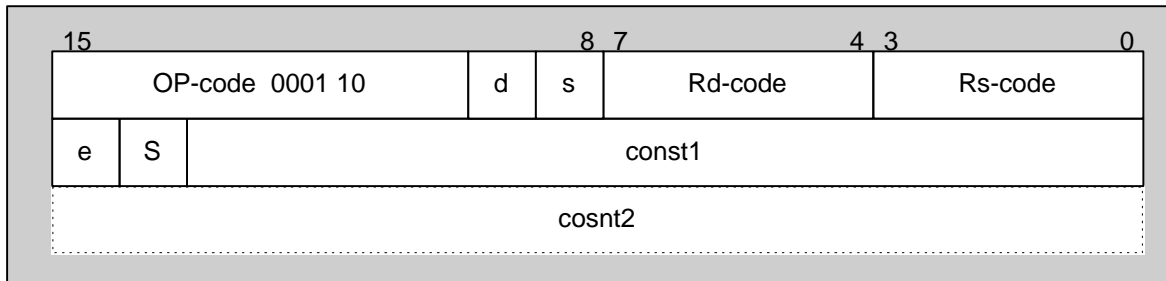 15 8 7 4 3 0
OP-code 0001 10 d s Rd-code Rs-code
e S const1
cosnt2